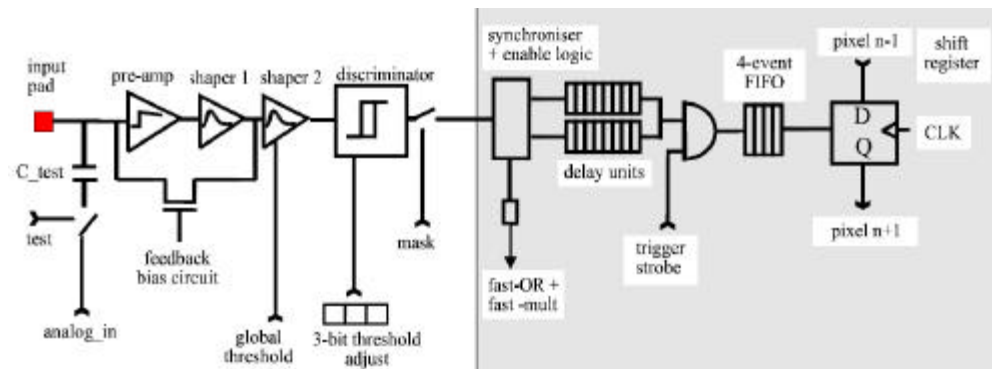 input
pad
pre-amp
shaper 1
shaper 2
discriminator
C_test
test
analog_in
feedback
bias circuit
global
threshold
3-bit threshold
adjust
mask
synchroniser
+ enable logic
delay units
fast-OR +
fast -mult
trigger
strobe
4-event
FIFO
pixel n-1
shift
register
D
Q
CLK
pixel n+1